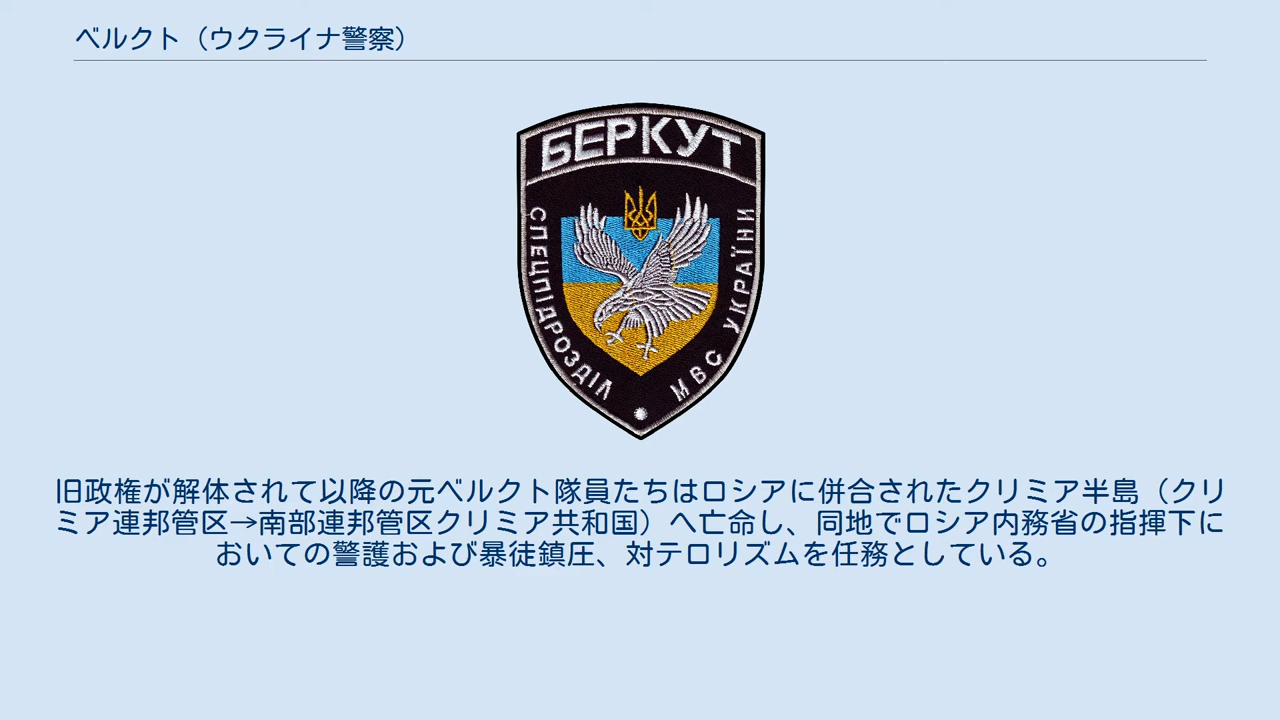 ベルクト（ウクライナ警察）
БЕРКУТ
СПЕЦПІДРОЗДІЛ
МВС УКРАЇНИ
旧政権が解体されて以降の元ベルクト隊員たちはロシアに併合されたクリミア半島（クリ
ミア連邦管区→南部連邦管区クリミア共和国）へ亡命し、同地でロシア内務省の指揮下に
おいての警護および暴徒鎮圧、対テロリズムを任務としている。